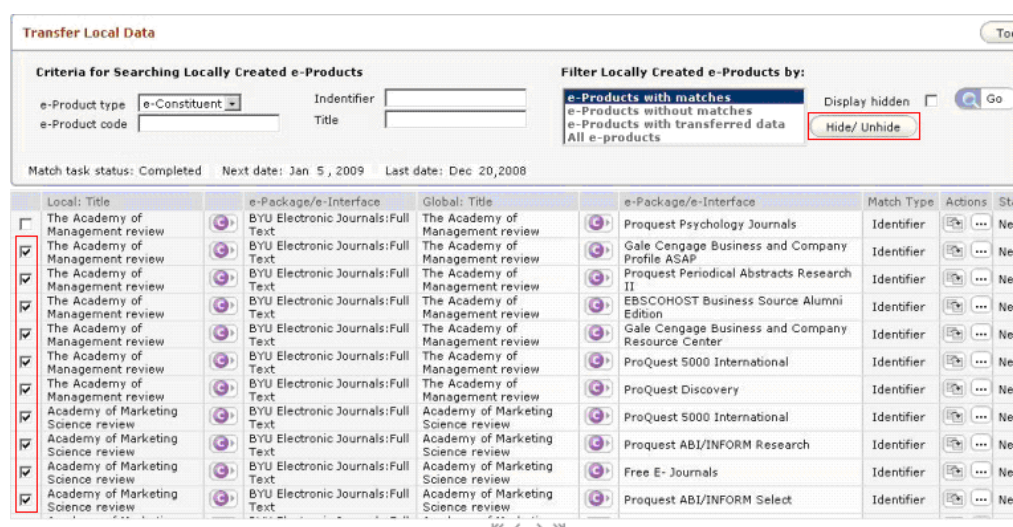 Transfer Local Data
Criteria for Searching Locally Created e-Products
Filter Locally Created e-Products by:
e-Product type e-Constituent Indentifier
e-Product code Title
e-Products with matches
e-Products without matches
e-Products with transferred data
All e-products
Display hidden Go
Hide/ Unhide
Match task status: Completed Next date: Jan 5 , 2009 Last date: Dec 20,2008
Local: Title e-Package/e-Interface Global: Title e-Package/e-Interface Match Type Actions
The Academy of BYU Electronic Journals:Full The Academy of
Management review Text Management review Proquest Psychology Journals Identifier
The Academy of BYU Electronic Journals:Full The Academy of Gale Cengage Business and Company
Management review Text Management review Profile ASAP Identifier
The Academy of BYU Electronic Journals:Full The Academy of Proquest Periodical Abstracts Research
Management review Text Management review II Identifier
The Academy of BYU Electronic Journals:Full The Academy of EBSCOHOST Business Source Alumni
Management review Text Management review Edition Identifier
The Academy of BYU Electronic Journals:Full The Academy of Gale Cengage Business and Company
Management review Text Management review Resource Center Identifier
The Academy of BYU Electronic Journals:Full The Academy of
Management review Text Management review ProQuest 5000 International Identifier
The Academy of BYU Electronic Journals:Full The Academy of
Management review Text Management review ProQuest Discovery Identifier
Academy of Marketing BYU Electronic Journals:Full Academy of Marketing
Science review Text Science review ProQuest 5000 International Identifier
Academy of Marketing BYU Electronic Journals:Full Academy of Marketing
Science review Text Science review Proquest ABI/INFORM Research Identifier
Academy of Marketing BYU Electronic Journals:Full Academy of Marketing
Science review Text Science review Free E- Journals Identifier
Academy of Marketing BYU Electronic Journals:Full Academy of Marketing
Science review Text Science review Proquest ABI/INFORM Select Identifier